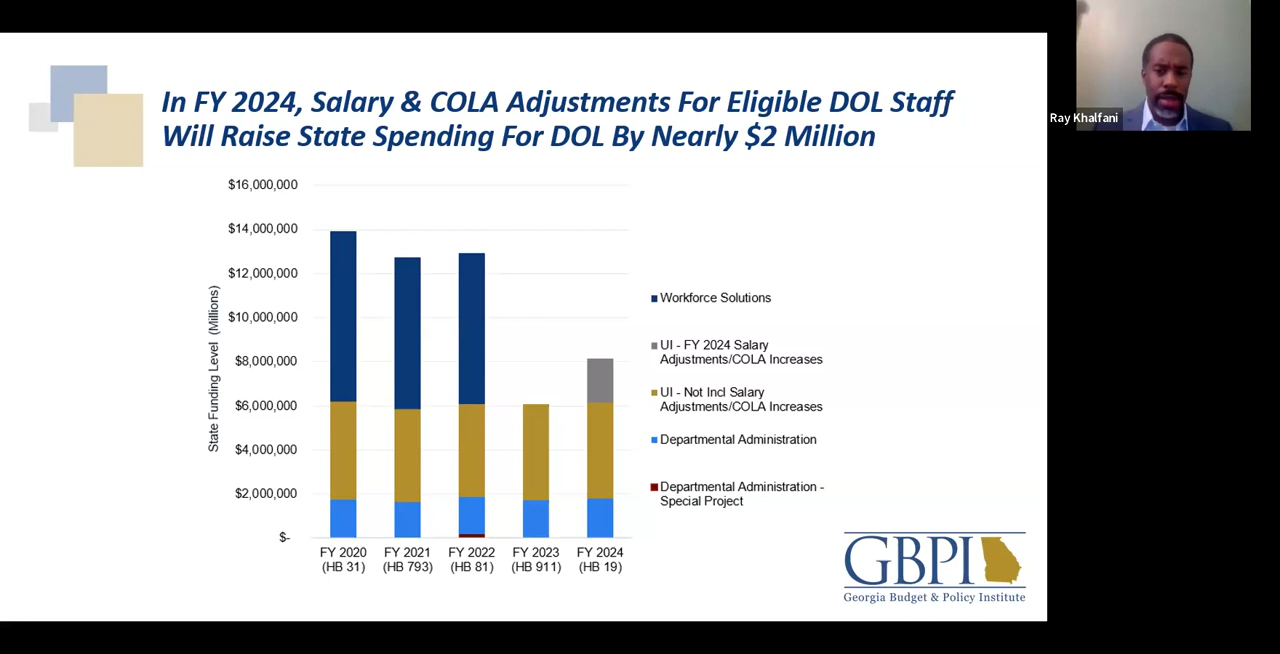 In FY 2024, Salary & COLA Adjustments For Eligible DOL Staff
Will Raise State Spending For DOL By Nearly $2 Million
Ray Khalfani
State Funding Level (Millions)
$16,000,000
$14,000,000
$12,000,000
$10,000,000
$8,000,000
$6,000,000
$4,000,000
$2,000,000
$-
FY 2020
(HB 31)
FY 2021
(HB 793)
FY 2022
(HB 81)
FY 2023
(HB 911)
FY 2024
(HB 19)
Workforce Solutions
UI - FY 2024 Salary
Adjustments/COLA Increases
UI - Not Incl Salary
Adjustments/COLA Increases
Departmental Administration
Departmental Administration -
Special Project
GBPI
Georgia Budget & Policy Institute